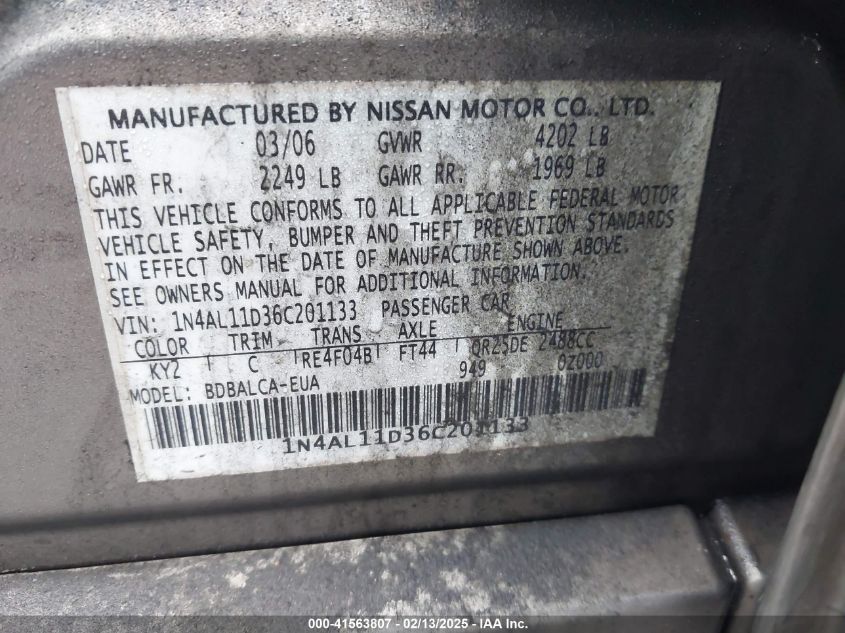 MANUFACTURED BY NISSAN MOTOR CO., LTD.
DATE 03/06 GVWR 4202 LB
GAWR FR. 2249 LB GAWR RR. 1969 LB
THIS VEHICLE CONFORMS TO ALL APPLICABLE FEDERAL MOTOR
VEHICLE SAFETY, BUMPER AND THEFT PREVENTION STANDARDS
IN EFFECT ON THE DATE OF MANUFACTURE SHOWN ABOVE.
SEE OWNERS MANUAL FOR ADDITIONAL INFORMATION.
VIN: 1N4AL11D36C201133 PASSENGER CAR
COLOR TRIM TRANS AXLE ENGINE
KY2 C RE4F04B FT44 QR25DE 2488CC
949 0Z000
MODEL: BDBALCA-EUA
1N4AL11D36C201133
000-41563807 - 02/13/2025 - IAAI, Inc.